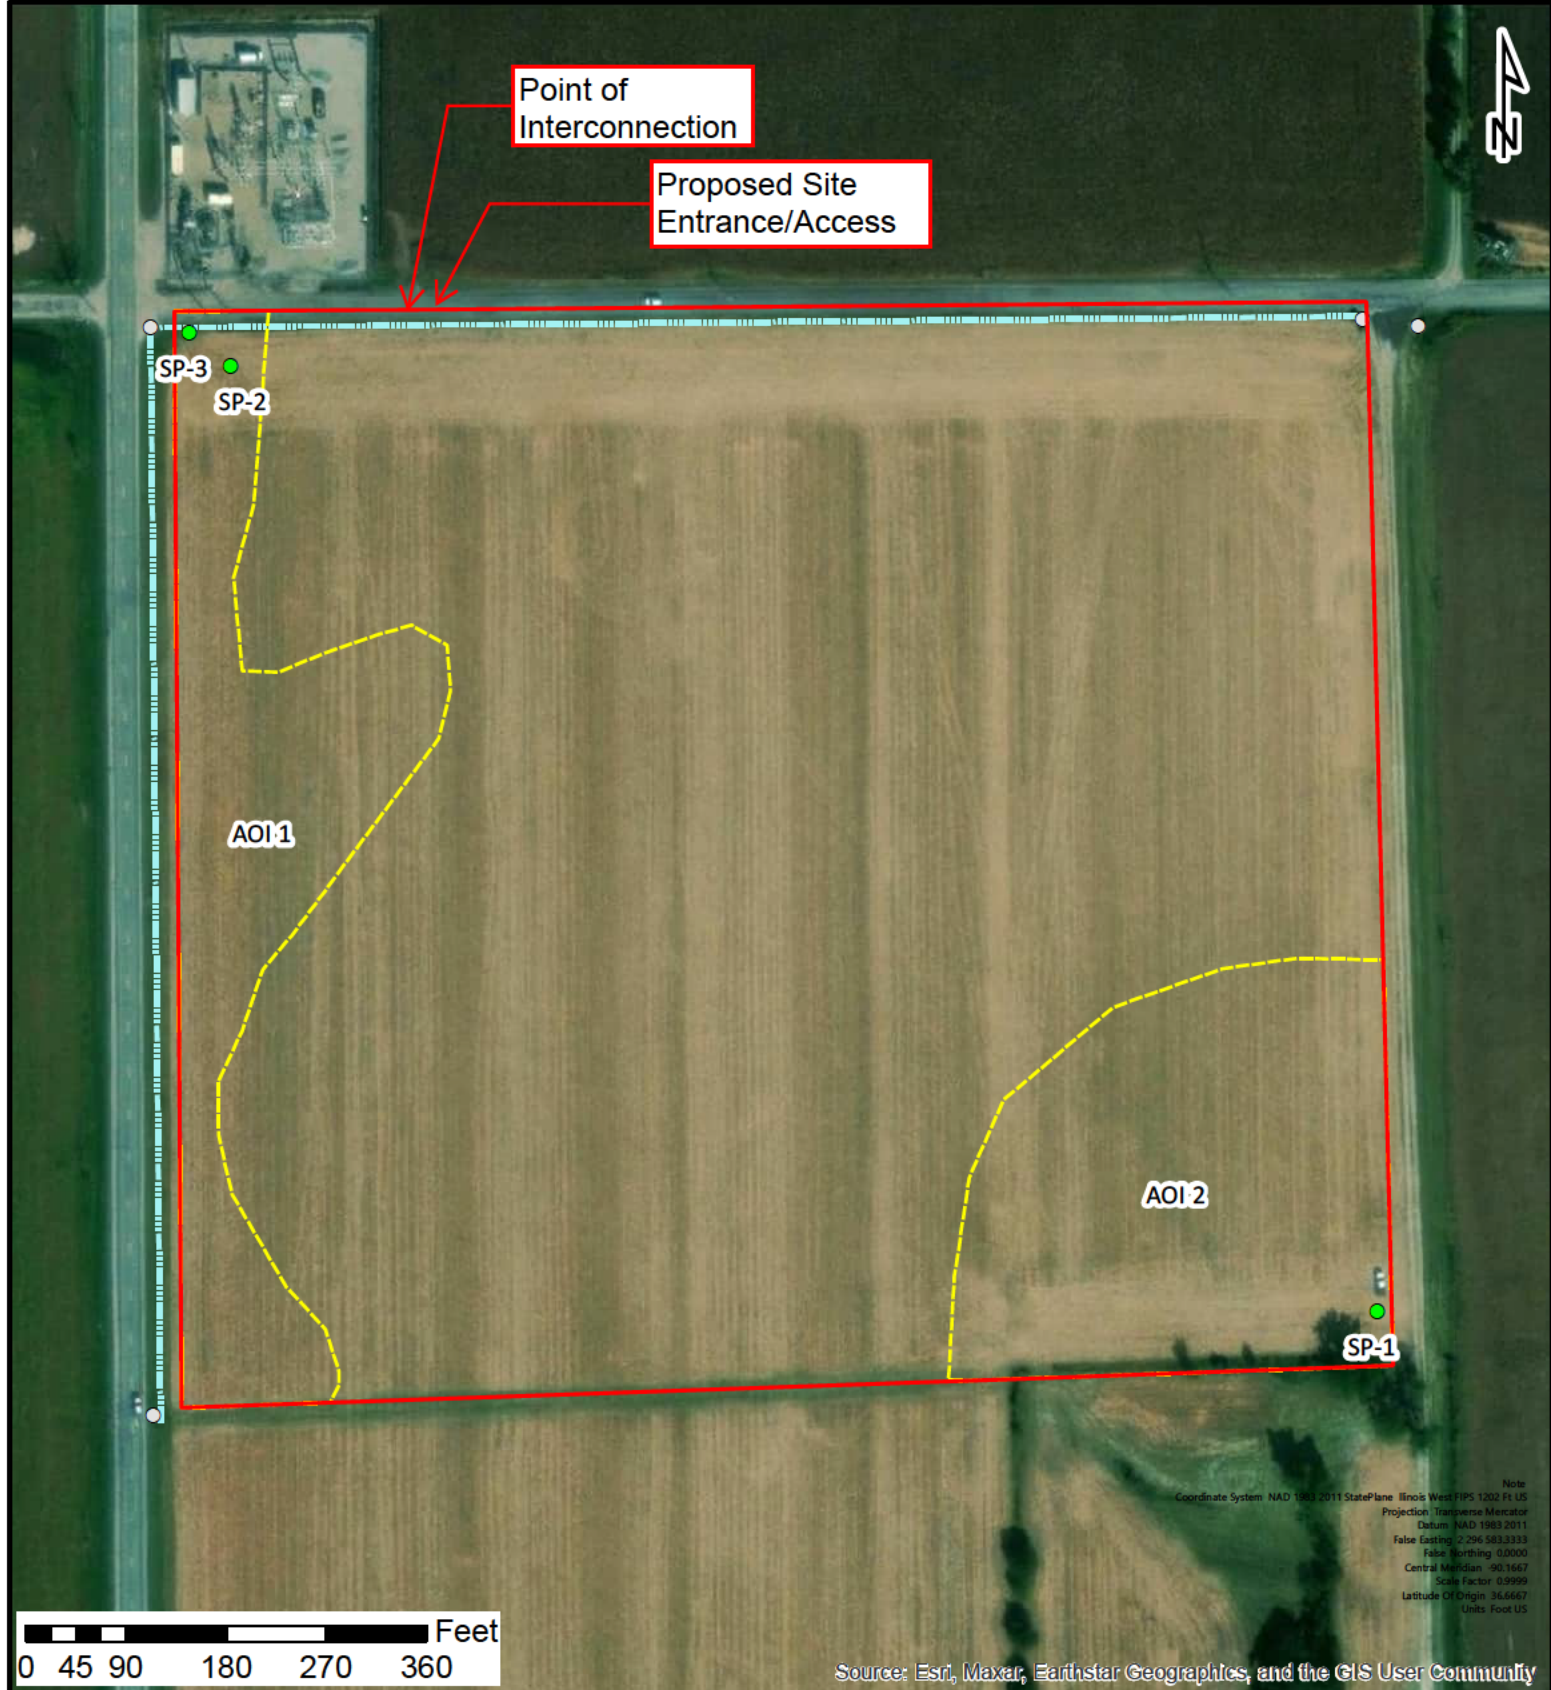 Point of
Interconnection
Proposed Site
Entrance/Access
N
SP-3
SP-2
AOI 1
AOI 2
SP-1
Note
Coordinate System NAD 1983 2011 StatePlane Illinois West FIPS 1202 Ft US
Projection Transverse Mercator
Datum NAD 1983 2011
False Easting 2 296 583.3333
False Northing 0.0000
Central Meridian -90.1667
Scale Factor 0.9999
Latitude Of Origin 36.6667
Units Foot US
Feet
0 45 90 180 270 360
Source: Esri, Maxar, Earthstar Geographics, and the GIS User Community